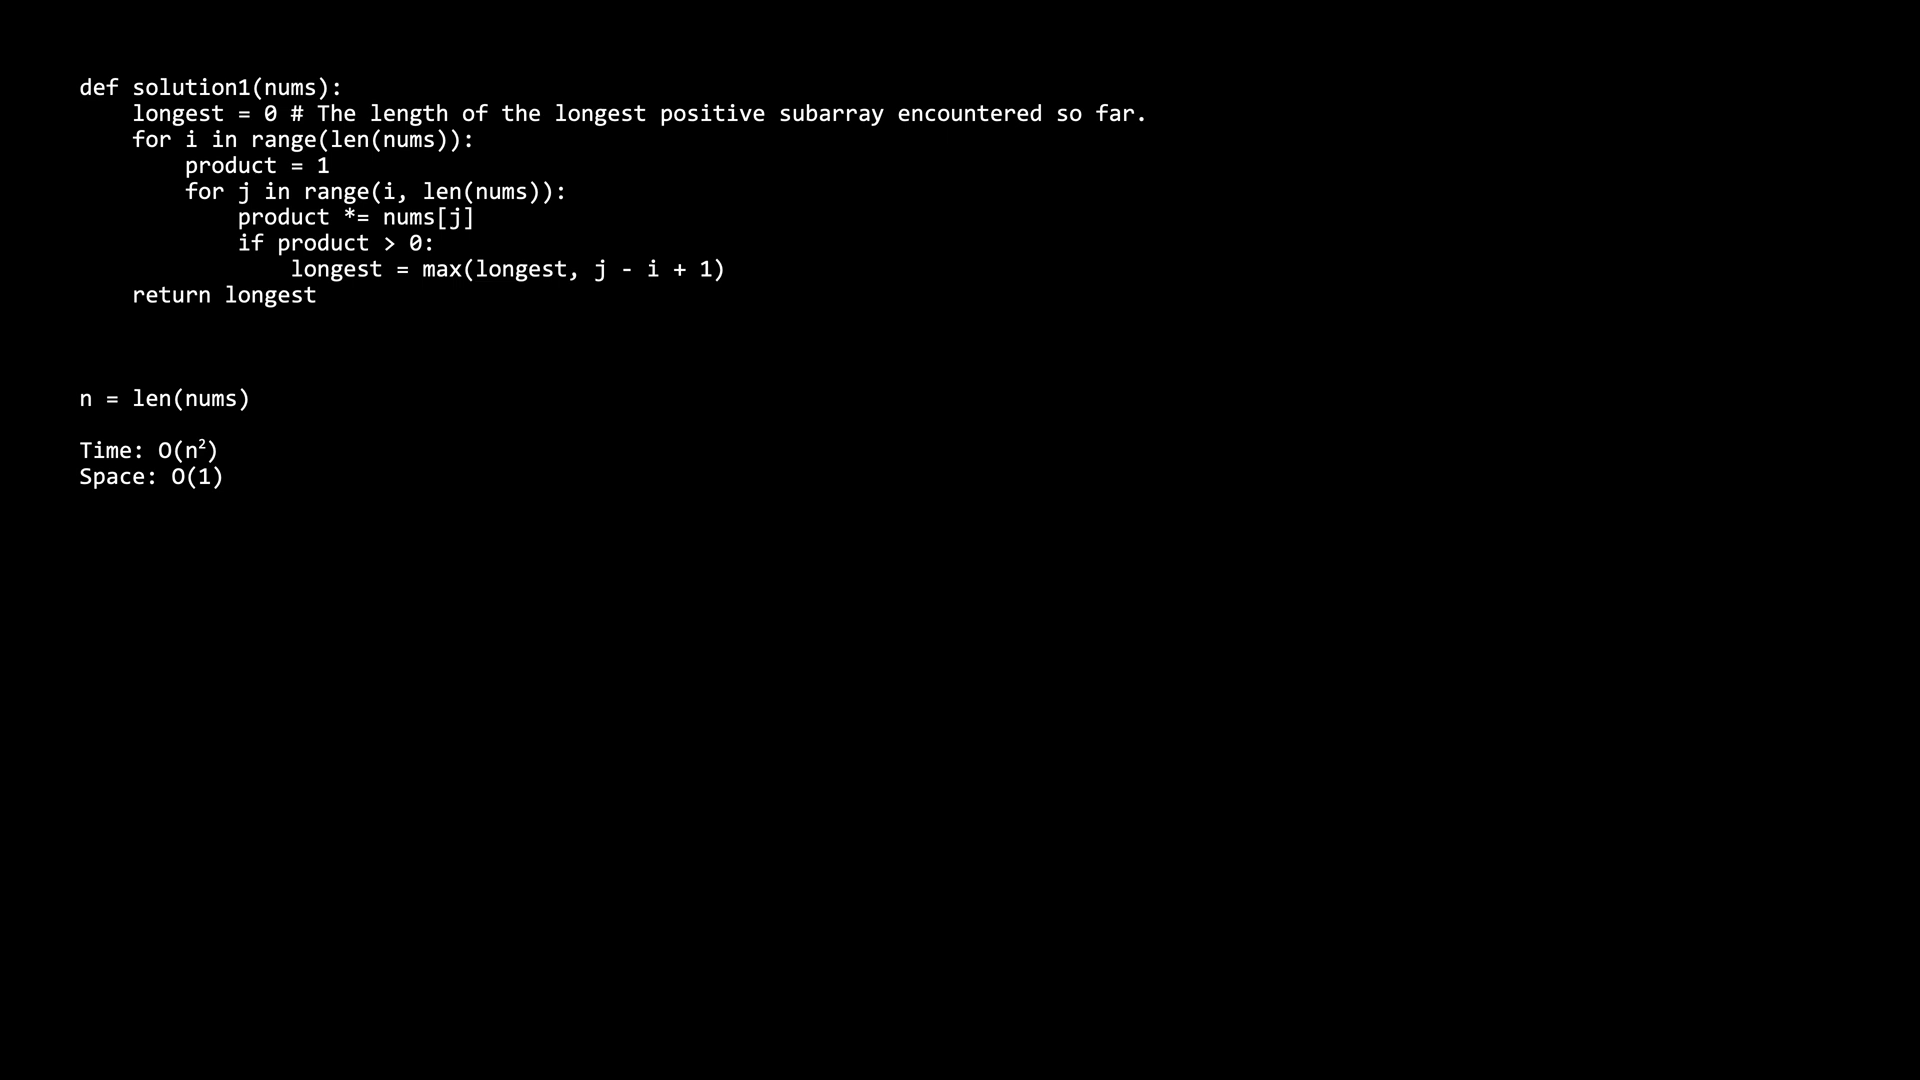 def solution1(nums):
    longest = 0 # The length of the longest positive subarray encountered so far.
    for i in range(len(nums)):
        product = 1
        for j in range(i, len(nums)):
            product *= nums[j]
            if product > 0:
                longest = max(longest, j - i + 1)
    return longest
n = len(nums)
Time: O(n²)
Space: O(1)